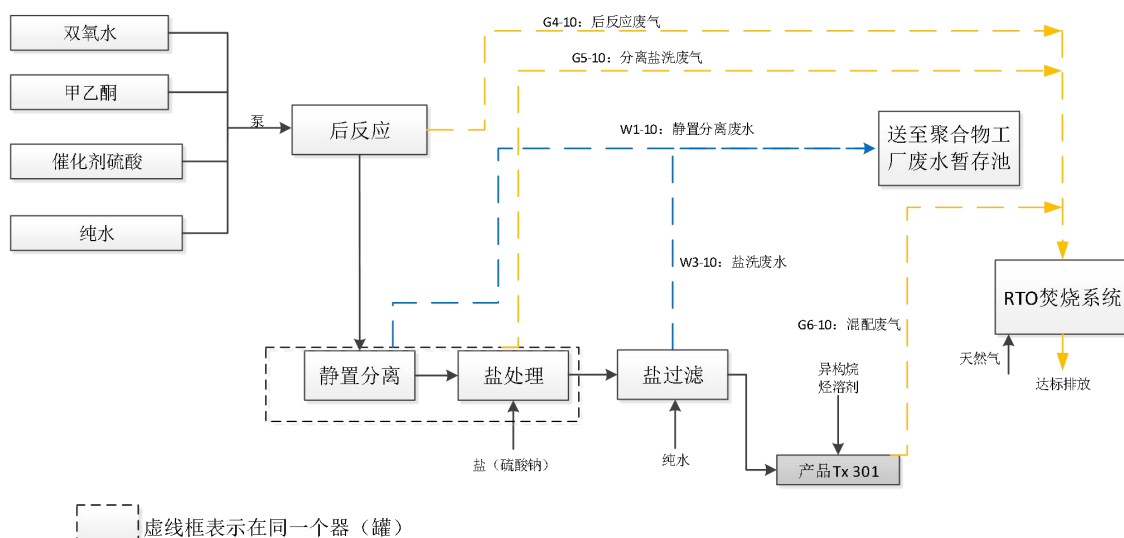 双氧水
甲乙酮
催化剂硫酸
纯水
泵
后反应
G4-10：后反应废气
G5-10：分离盐洗废气
W1-10：静置分离废水
送至聚合物工
厂废水暂存池
W3-10：盐洗废水
RTO焚烧系统
G6-10：混配废气
天然气
达标排放
静置分离
盐处理
盐过滤
异构烷
烃溶剂
盐（硫酸钠）
纯水
产品Tx 301
虚线框表示在同一个器（罐）